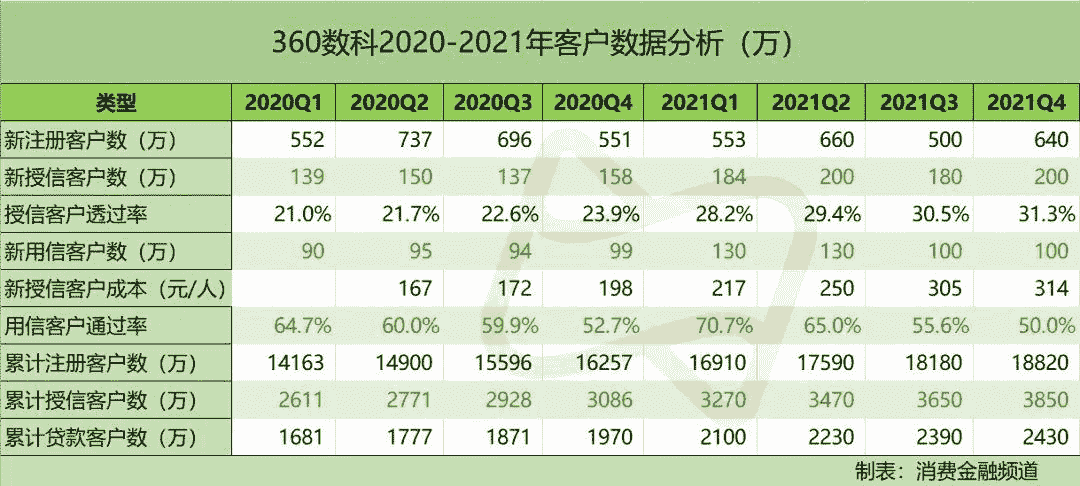 360数科2020-2021年客户数据分析（万）
类型 2020Q1 2020Q2 2020Q3 2020Q4 2021Q1 2021Q2 2021Q3 2021Q4
新注册客户数（万） 552 737 696 551 553 660 500 640
新授信客户数（万） 139 150 137 158 184 200 180 200
授信客户透过率 21.0% 21.7% 22.6% 23.9% 28.2% 29.4% 30.5% 31.3%
新用信客户数（万） 90 95 94 99 130 130 100 100
新授信客户成本（元/人） 167 172 198 217 250 305 314
用信客户通过率 64.7% 60.0% 59.9% 52.7% 70.7% 65.0% 55.6% 50.0%
累计注册客户数（万） 14163 14900 15596 16257 16910 17590 18180 18820
累计授信客户数（万） 2611 2771 2928 3086 3270 3470 3650 3850
累计贷款客户数（万） 1681 1777 1871 1970 2100 2230 2390 2430
制表：消费金融频道